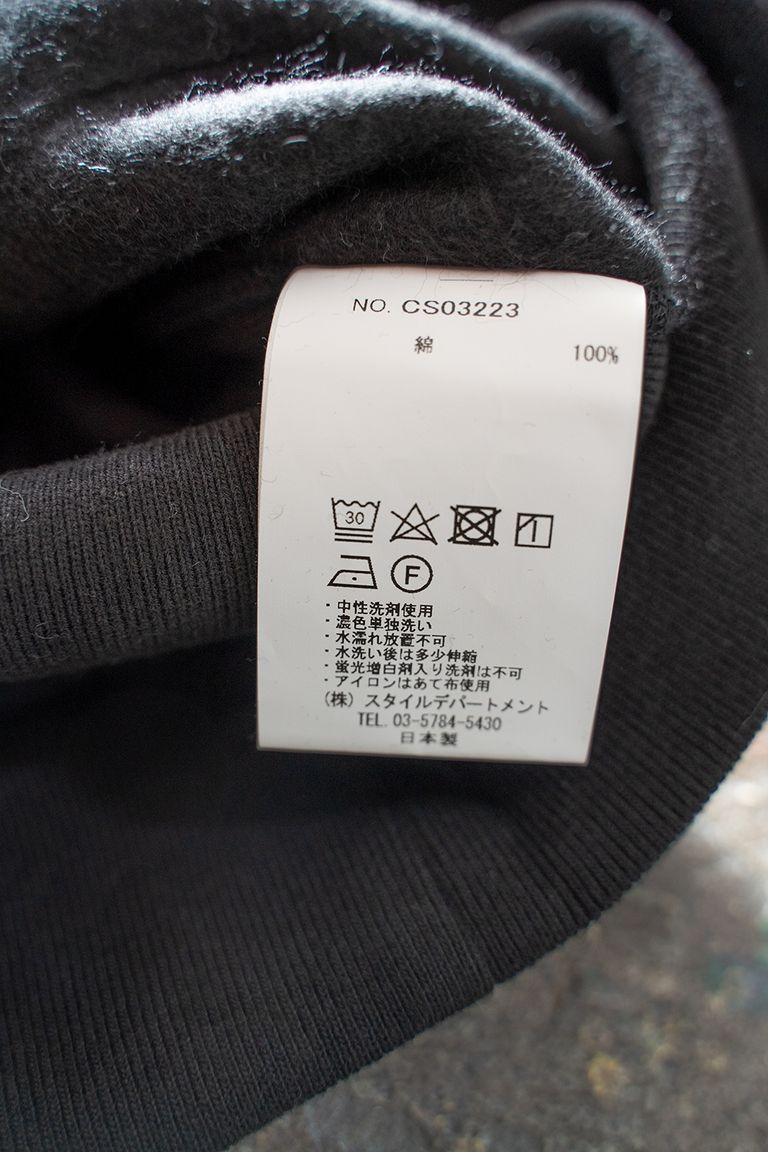 NO. CS03223
綿 100%
30
F
・中性洗剤使用
・濃色単独洗い
・水濡れ放置不可
・水洗い後は多少伸縮
・蛍光増白剤入り洗剤は不可
・アイロンはあて布使用
(株) スタイルデパートメント
TEL. 03-5784-5430
日本製